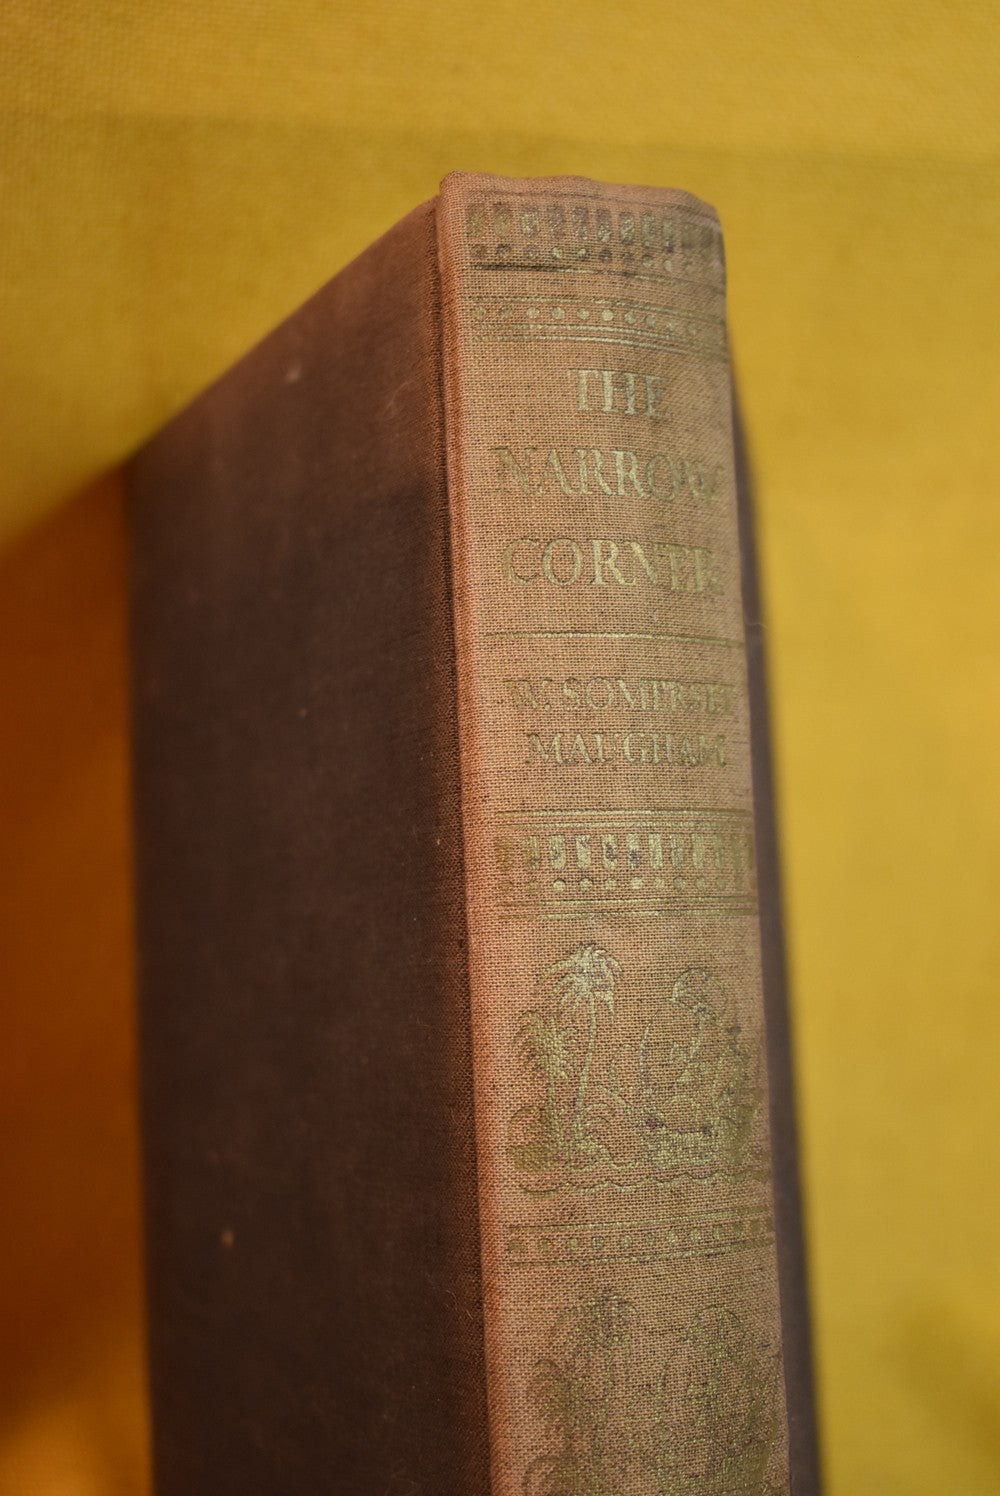 THE
NARROW
CORNER
W. SOMERSET
MAUGHAM